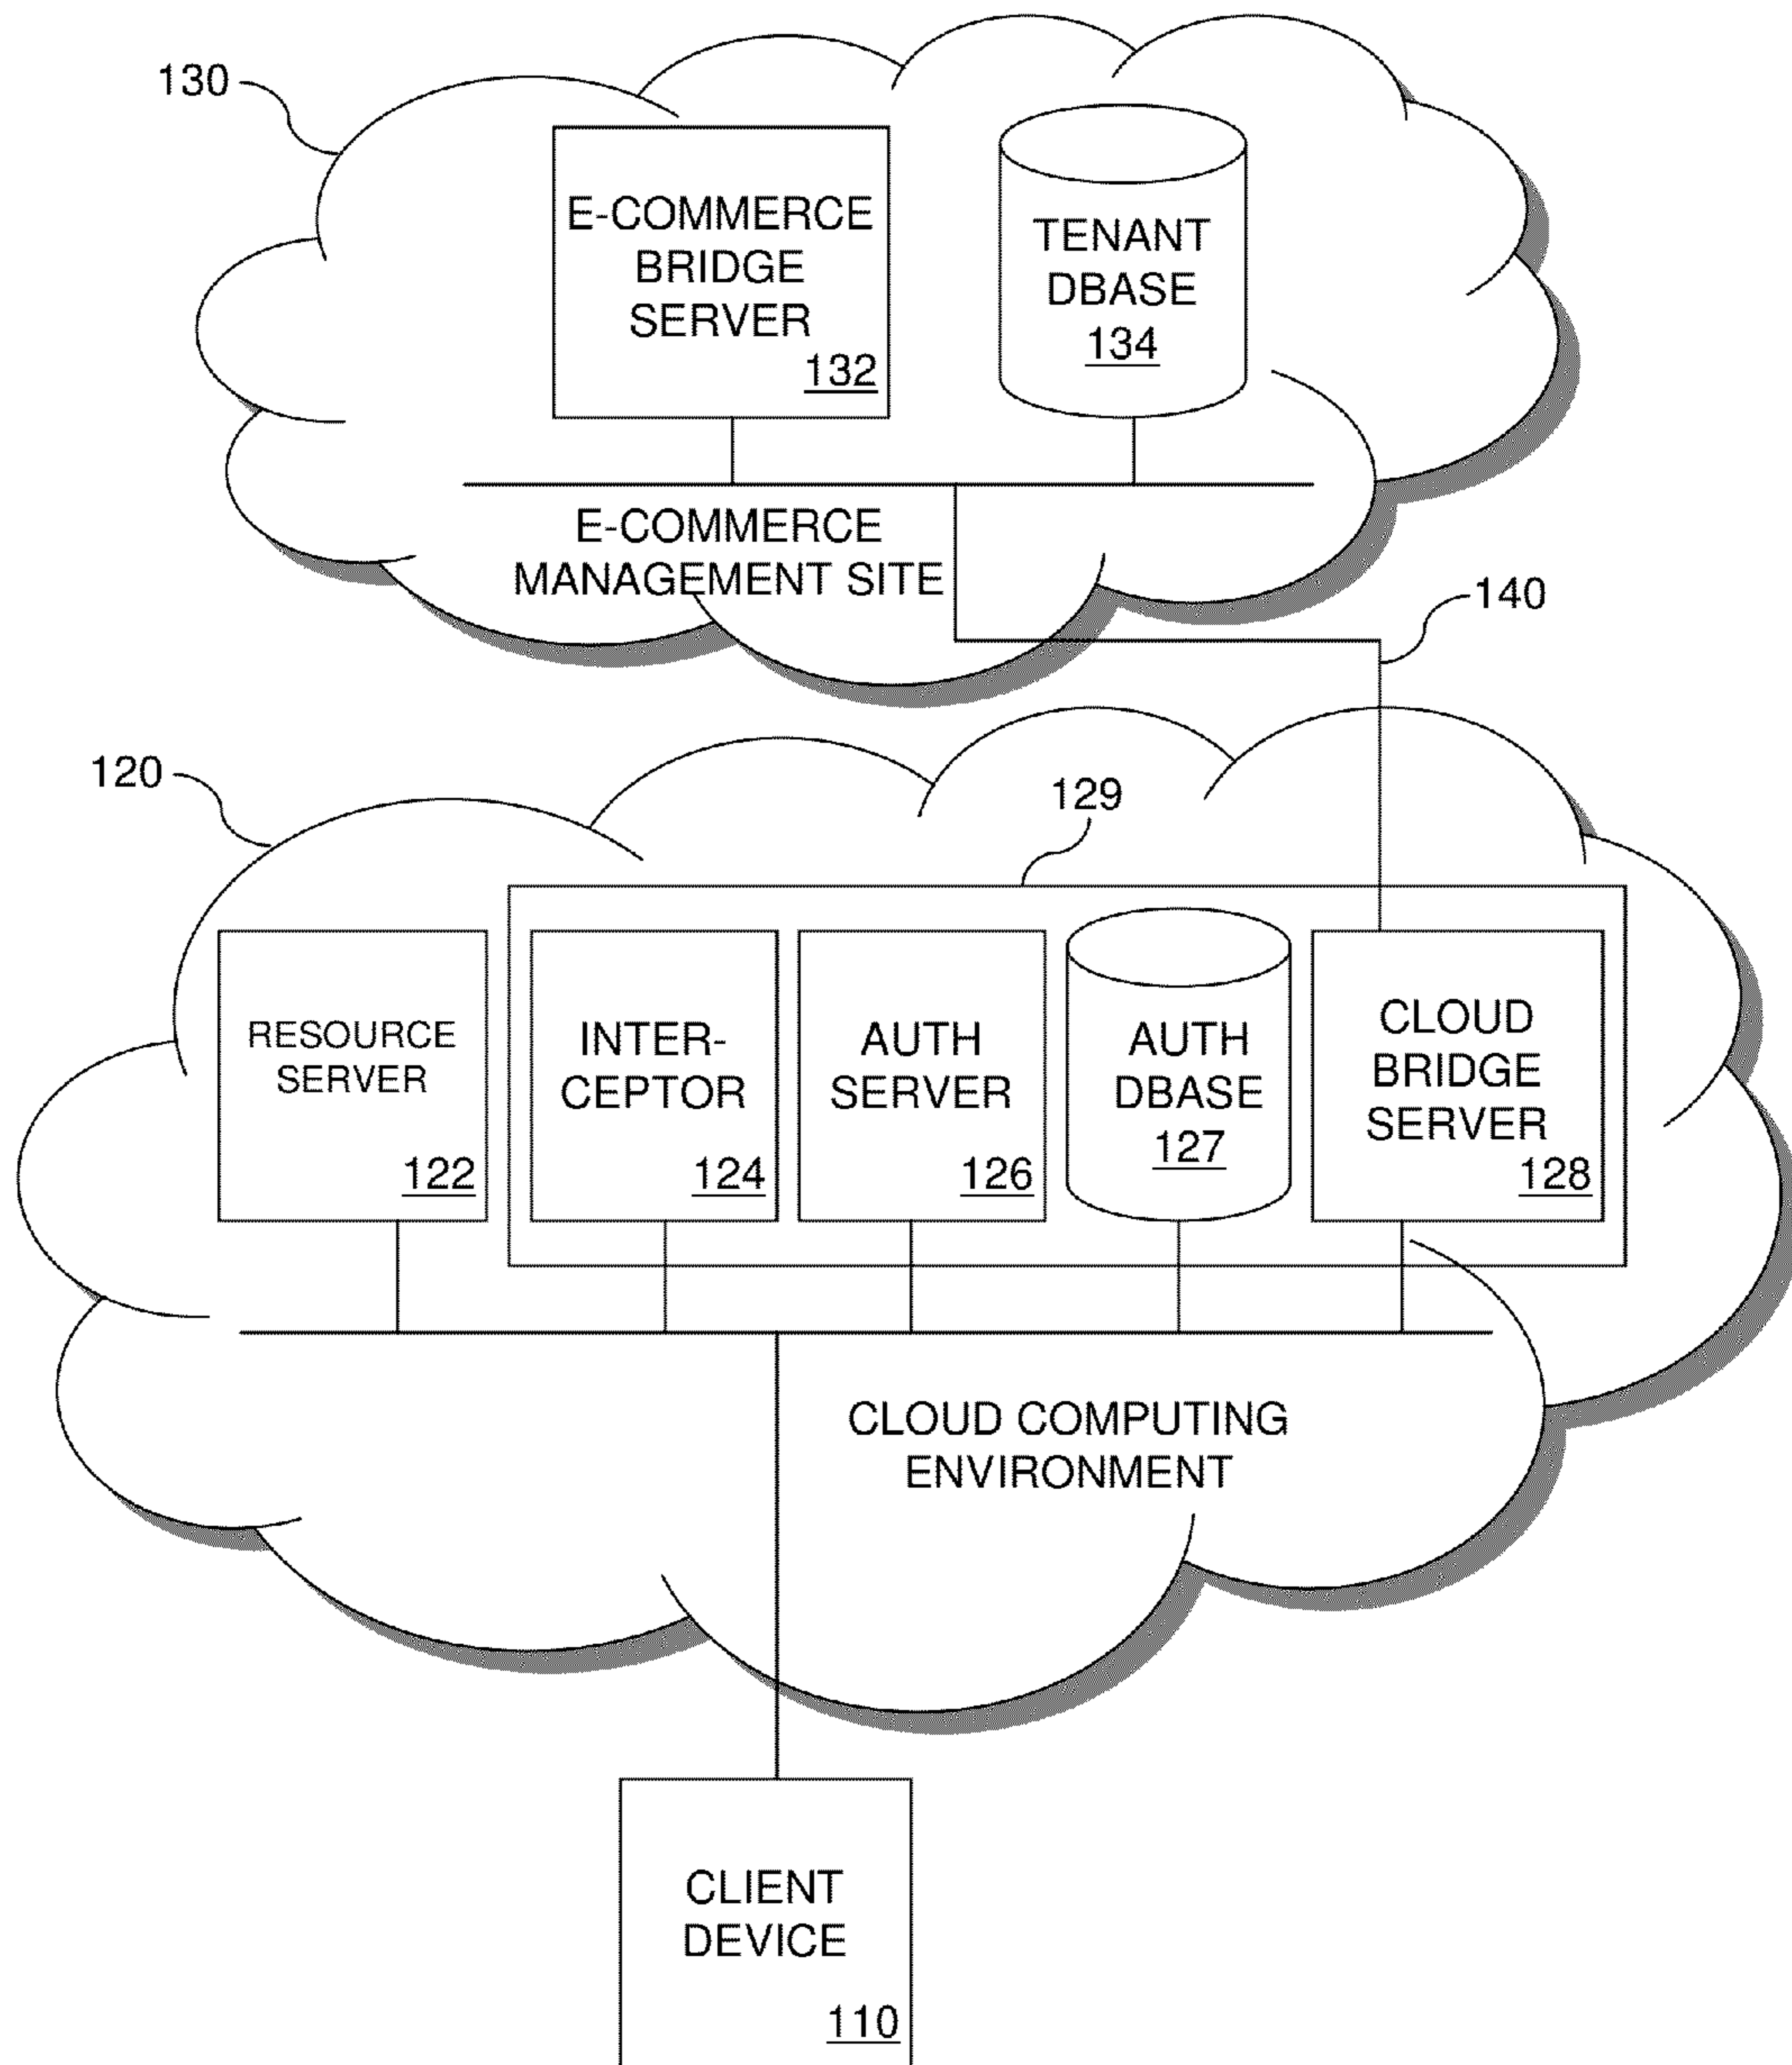 130
E-COMMERCE
BRIDGE
SERVER
132
TENANT
DBASE
134
E-COMMERCE
MANAGEMENT SITE
140
120
129
RESOURCE
SERVER
122
INTER-
CEPTOR
124
AUTH
SERVER
126
AUTH
DBASE
127
CLOUD
BRIDGE
SERVER
128
CLOUD COMPUTING
ENVIRONMENT
CLIENT
DEVICE
110